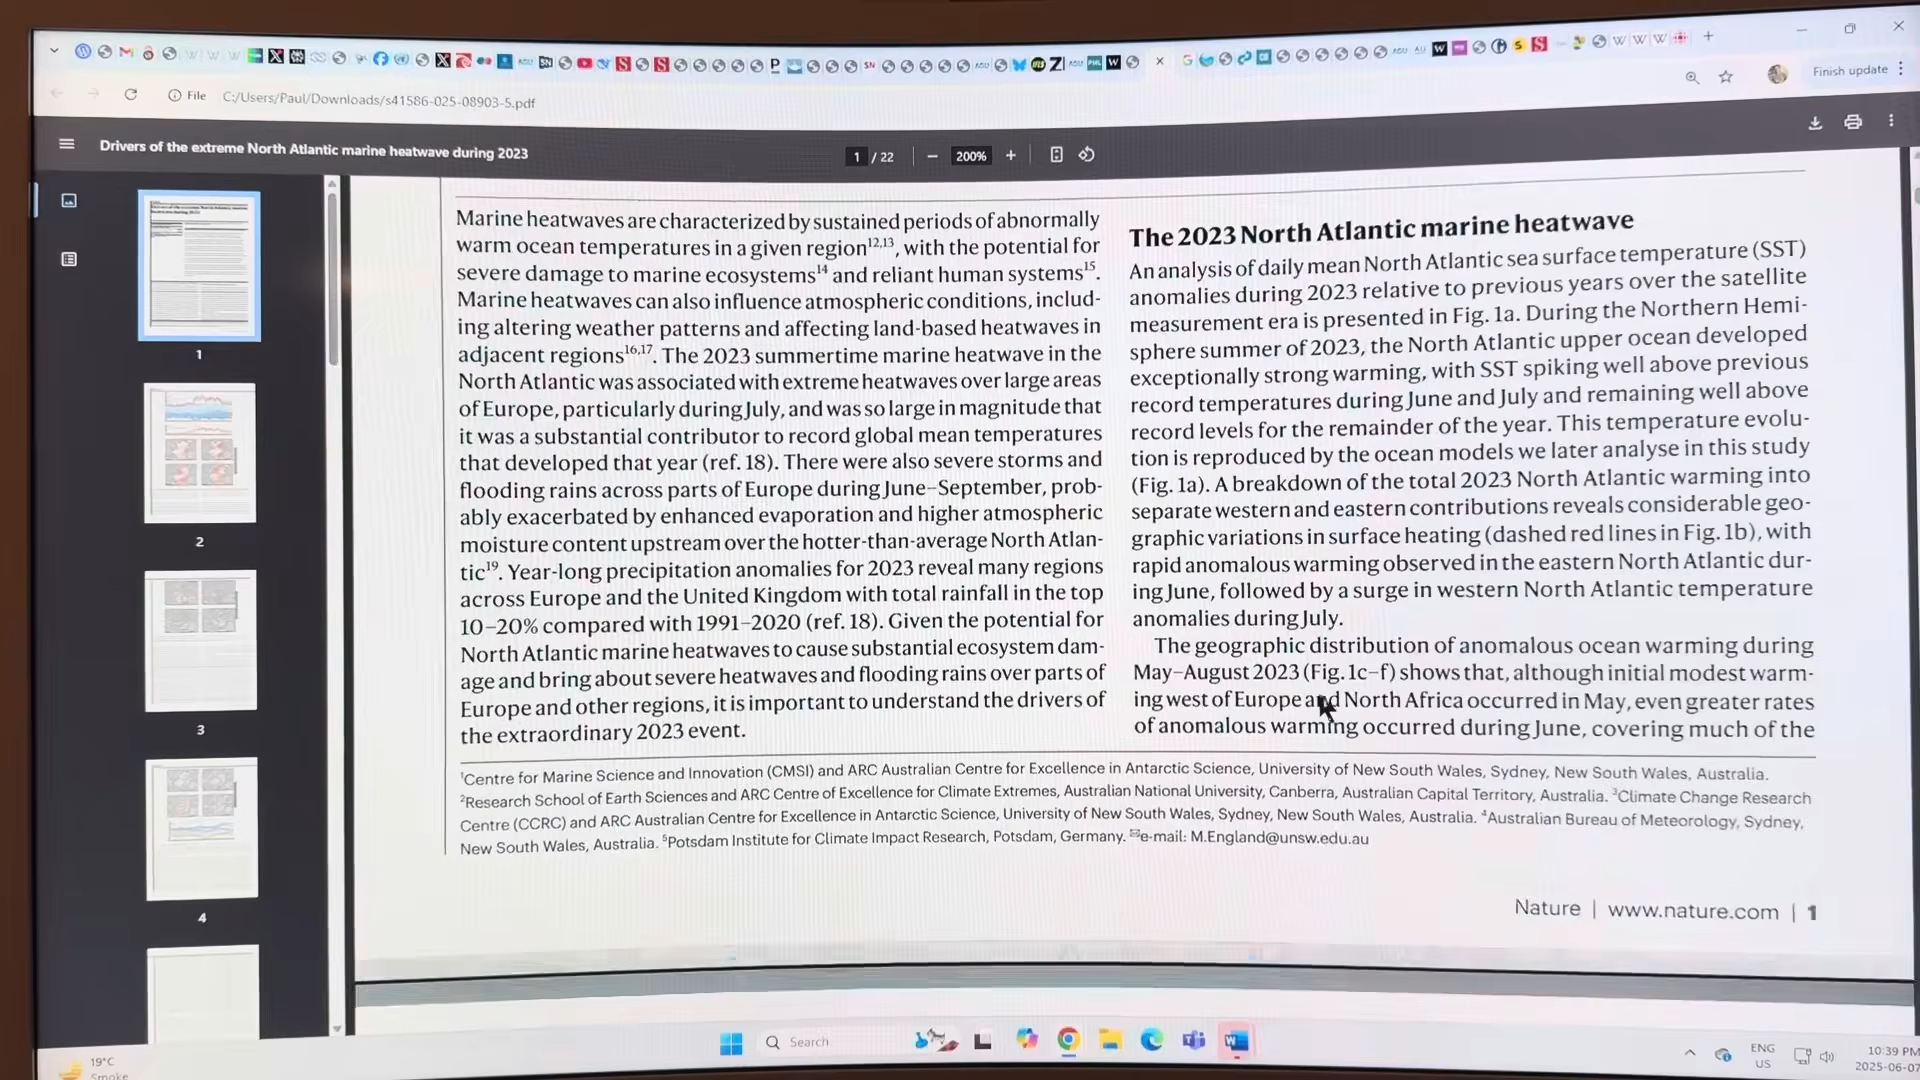 File C:/Users/Paul/Downloads/s41586-025-08903-5.pdf
Finish update
Drivers of the extreme North Atlantic marine heatwave during 2023
1 / 22
200%
1
2
3
4
Marine heatwaves are characterized by sustained periods of abnormally
warm ocean temperatures in a given region12,13, with the potential for
severe damage to marine ecosystems14 and reliant human systems15.
Marine heatwaves can also influence atmospheric conditions, includ-
ing altering weather patterns and affecting land-based heatwaves in
adjacent regions16,17. The 2023 summertime marine heatwave in the
North Atlantic was associated with extreme heatwaves over large areas
of Europe, particularly during July, and was so large in magnitude that
it was a substantial contributor to record global mean temperatures
that developed that year (ref. 18). There were also severe storms and
flooding rains across parts of Europe during June–September, prob-
ably exacerbated by enhanced evaporation and higher atmospheric
moisture content upstream over the hotter-than-average North Atlan-
tic19. Year-long precipitation anomalies for 2023 reveal many regions
across Europe and the United Kingdom with total rainfall in the top
10–20% compared with 1991–2020 (ref. 18). Given the potential for
North Atlantic marine heatwaves to cause substantial ecosystem dam-
age and bring about severe heatwaves and flooding rains over parts of
Europe and other regions, it is important to understand the drivers of
the extraordinary 2023 event.
The 2023 North Atlantic marine heatwave
An analysis of daily mean North Atlantic sea surface temperature (SST)
anomalies during 2023 relative to previous years over the satellite
measurement era is presented in Fig. 1a. During the Northern Hemi-
sphere summer of 2023, the North Atlantic upper ocean developed
exceptionally strong warming, with SST spiking well above previous
record temperatures during June and July and remaining well above
record levels for the remainder of the year. This temperature evolu-
tion is reproduced by the ocean models we later analyse in this study
(Fig. 1a). A breakdown of the total 2023 North Atlantic warming into
separate western and eastern contributions reveals considerable geo-
graphic variations in surface heating (dashed red lines in Fig. 1b), with
rapid anomalous warming observed in the eastern North Atlantic dur-
ing June, followed by a surge in western North Atlantic temperature
anomalies during July.
The geographic distribution of anomalous ocean warming during
May–August 2023 (Fig. 1c–f) shows that, although initial modest warm-
ing west of Europe and North Africa occurred in May, even greater rates
of anomalous warming occurred during June, covering much of the
1Centre for Marine Science and Innovation (CMSI) and ARC Australian Centre for Excellence in Antarctic Science, University of New South Wales, Sydney, New South Wales, Australia.
2Research School of Earth Sciences and ARC Centre of Excellence for Climate Extremes, Australian National University, Canberra, Australian Capital Territory, Australia. 3Climate Change Research
Centre (CCRC) and ARC Australian Centre for Excellence in Antarctic Science, University of New South Wales, Sydney, New South Wales, Australia. 4Australian Bureau of Meteorology, Sydney,
New South Wales, Australia. 5Potsdam Institute for Climate Impact Research, Potsdam, Germany. ✉e-mail: M.England@unsw.edu.au
Nature | www.nature.com | 1
19°C
Smoke
Search
ENG
US
10:39 PM
2025-06-07